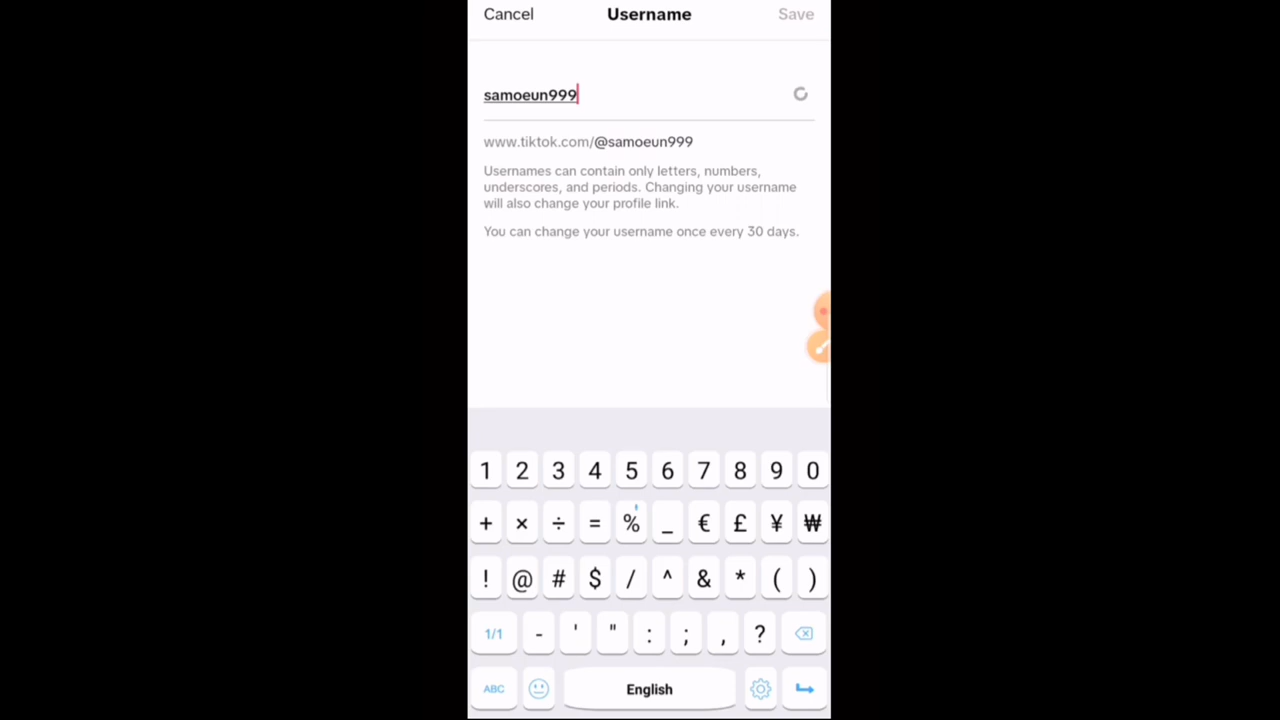 Cancel Username Save
samoeun999
www.tiktok.com/@samoeun999
Usernames can contain only letters, numbers,
underscores, and periods. Changing your username
will also change your profile link.
You can change your username once every 30 days.
1 2 3 4 5 6 7 8 9 0
+ × ÷ = % _ € £ ¥ ₩
! @ # $ / ^ & * ( )
1/1 - ' " : ; , ?
ABC English